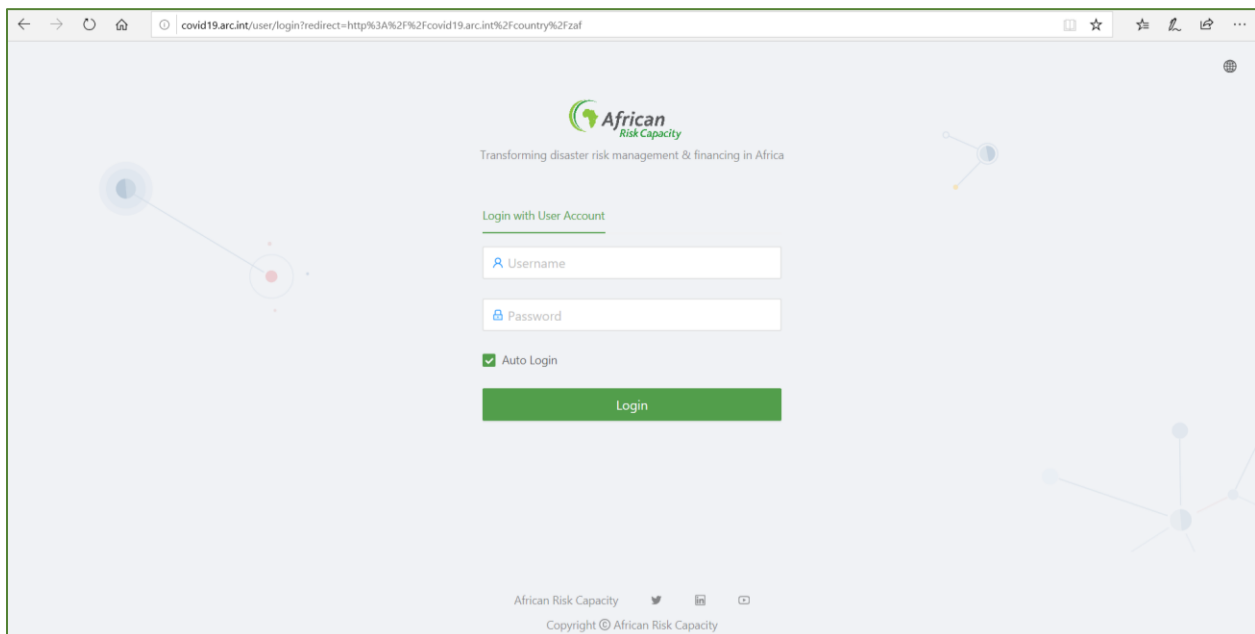 covid19.arc.int/user/login?redirect=http%3A%2F%2Fcovid19.arc.int%2Fcountry%2Fzaf
African
Risk Capacity
Transforming disaster risk management & financing in Africa
Login with User Account
Username
Password
Auto Login
Login
African Risk Capacity
Copyright © African Risk Capacity